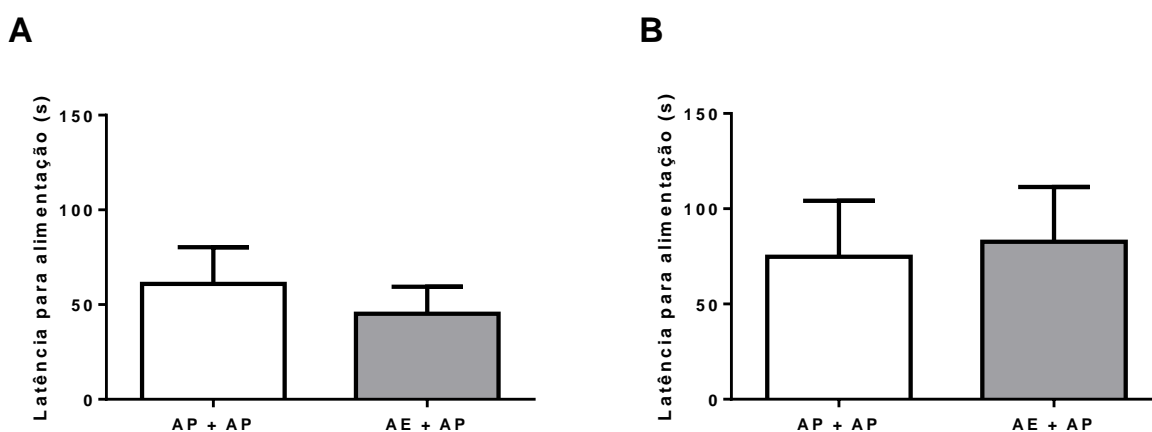 A
Latência para alimentação (s)
150
100
50
0
AP + AP
AE + AP
B
Latência para alimentação (s)
150
100
50
0
AP + AP
AE + AP